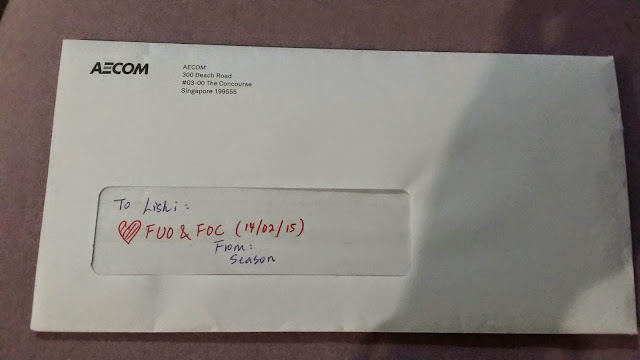 AECOM
AECOM
300 Beach Road
#03-00 The Concourse
Singapore 199555
To Lishi:
FUO & FOC (14/02/15)
From:
Season